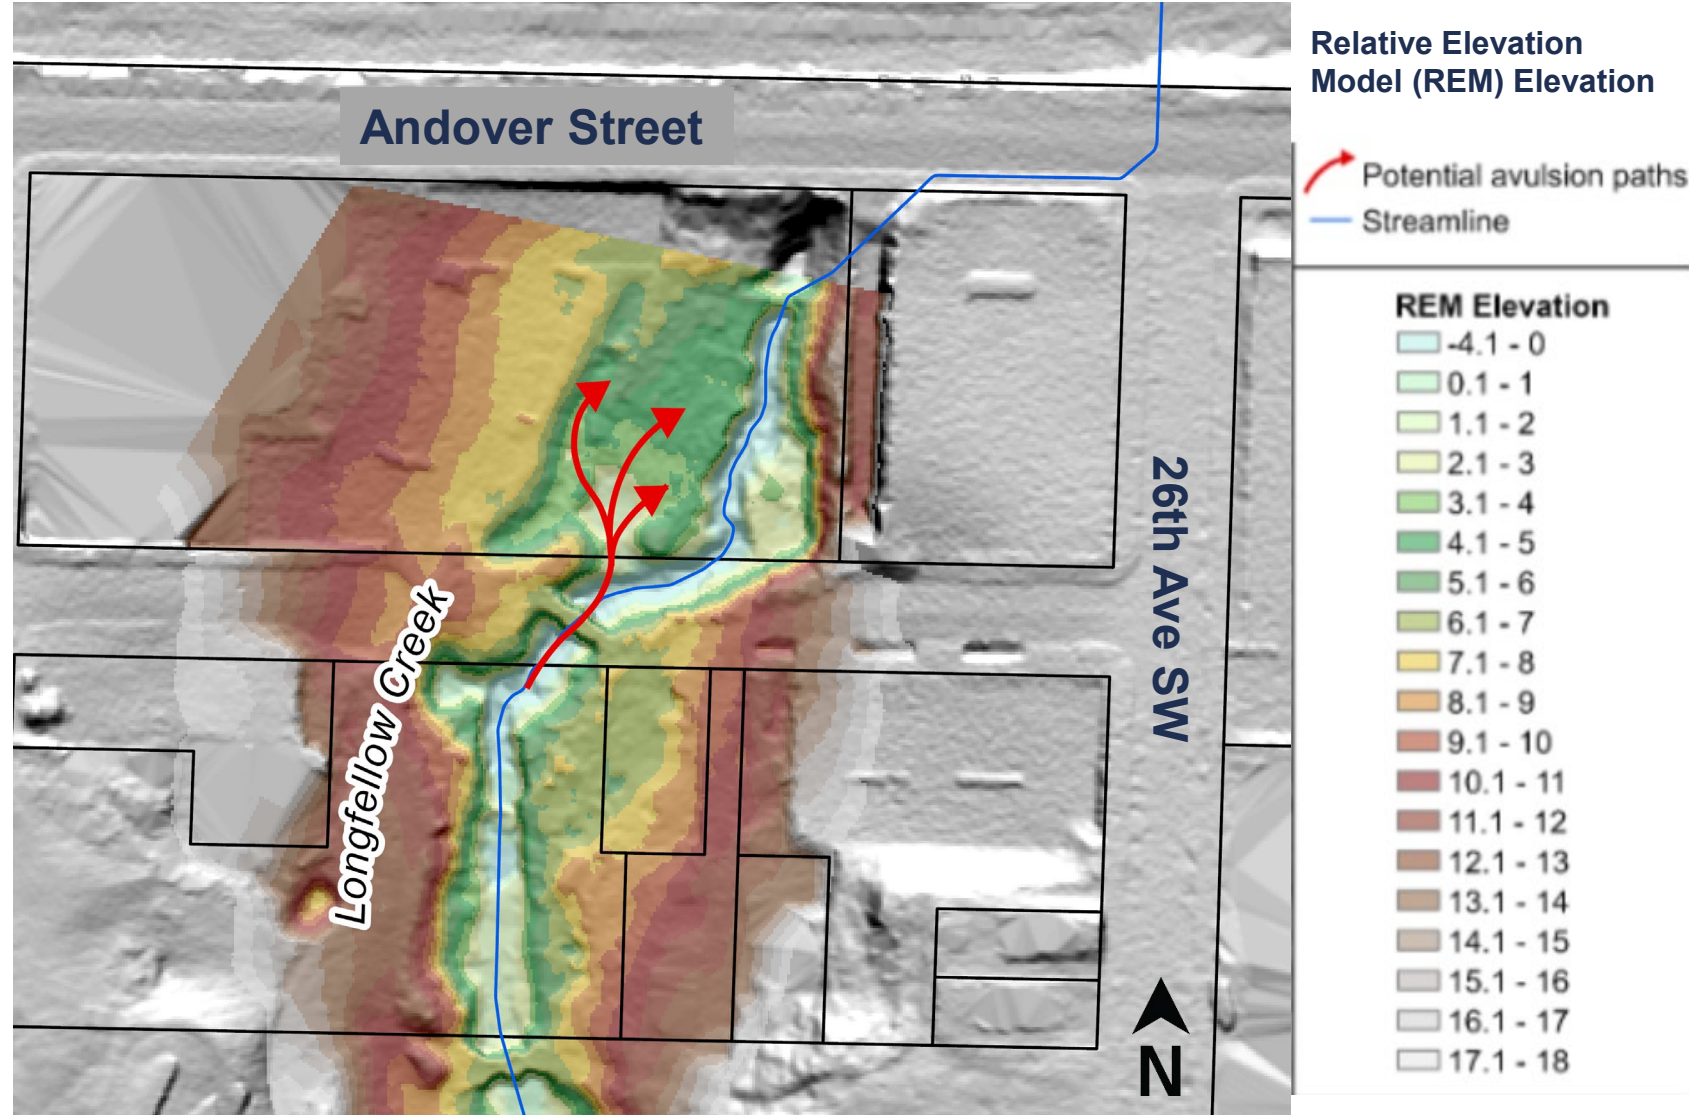 Andover Street
Longfellow Creek
26th Ave SW
N
Relative Elevation
Model (REM) Elevation
Potential avulsion paths
Streamline
REM Elevation
-4.1 - 0
0.1 - 1
1.1 - 2
2.1 - 3
3.1 - 4
4.1 - 5
5.1 - 6
6.1 - 7
7.1 - 8
8.1 - 9
9.1 - 10
10.1 - 11
11.1 - 12
12.1 - 13
13.1 - 14
14.1 - 15
15.1 - 16
16.1 - 17
17.1 - 18